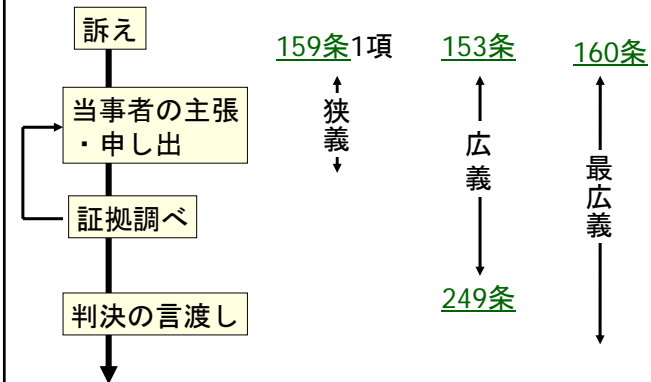 訴え
159条1項
153条
160条
当事者の主張
・申し出
狭義
広義
最広義
証拠調べ
判決の言渡し
249条